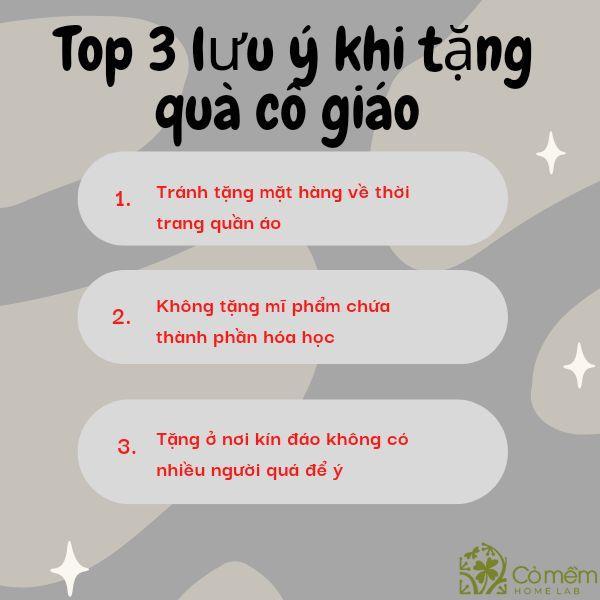 Top 3 lưu ý khi tặng
quà cô giáo
1. Tránh tặng mặt hàng về thời
trang quần áo
2. Không tặng mĩ phẩm chứa
thành phần hóa học
3. Tặng ở nơi kín đáo không có
nhiều người quá để ý
Cỏ mềm
HOME LAB